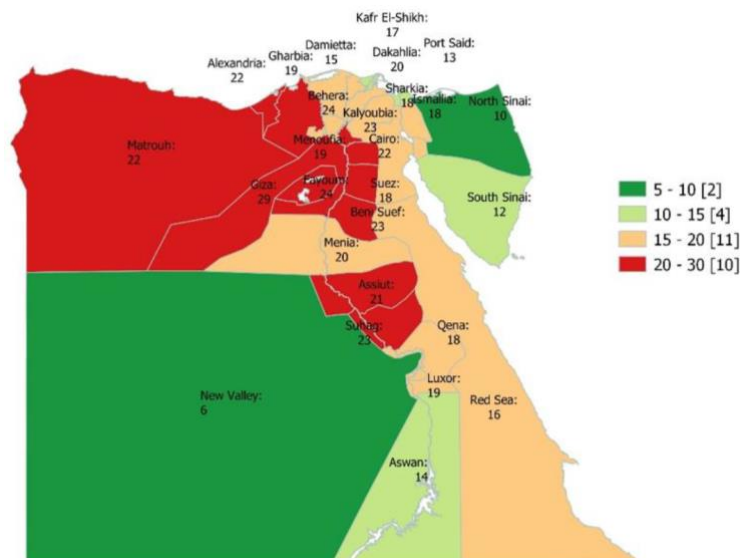 Kafr El-Shikh:
17
Damietta:
15
Port Said:
13
Gharbia:
19
Dakahlia:
20
Alexandria:
22
Sharkia:
18
Ismallia:
18
North Sinai:
10
Behera:
24
Kalyoubia:
23
Matrouh:
22
Menoufia:
19
Cairo:
22
Giza:
29
Fayoum:
24
Suez:
18
South Sinai:
12
Beni Suef:
23
Menia:
20
Assiut:
21
Suhag:
23
Qena:
18
New Valley:
6
Luxor:
19
Red Sea:
16
Aswan:
14
5 - 10 [2]
10 - 15 [4]
15 - 20 [11]
20 - 30 [10]